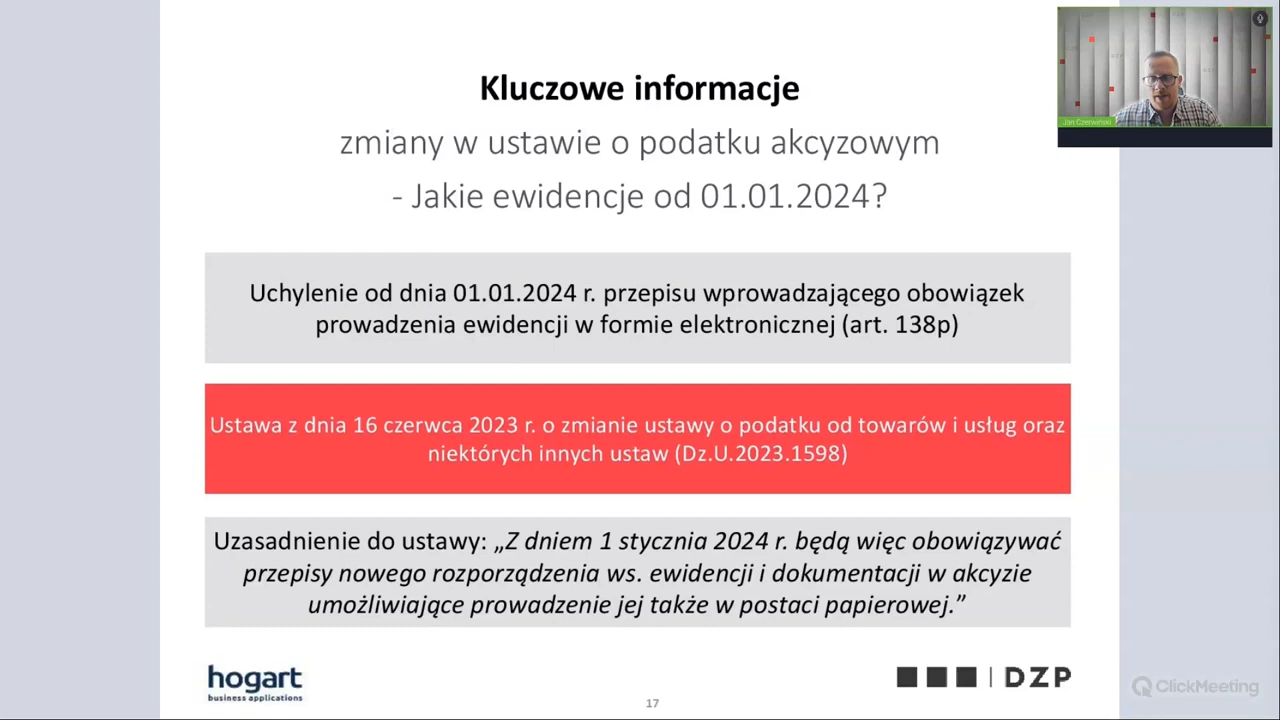 Kluczowe informacje
zmiany w ustawie o podatku akcyzowym
- Jakie ewidencje od 01.01.2024?
Uchylenie od dnia 01.01.2024 r. przepisu wprowadzającego obowiązek
prowadzenia ewidencji w formie elektronicznej (art. 138p)
Ustawa z dnia 16 czerwca 2023 r. o zmianie ustawy o podatku od towarów i usług oraz
niektórych innych ustaw (Dz.U.2023.1598)
Uzasadnienie do ustawy: „Z dniem 1 stycznia 2024 r. będą więc obowiązywać
przepisy nowego rozporządzenia ws. ewidencji i dokumentacji w akcyzie
umożliwiające prowadzenie jej także w postaci papierowej.”
hogart
business applications
17
DZP
ClickMeeting
Jan Czerwiński